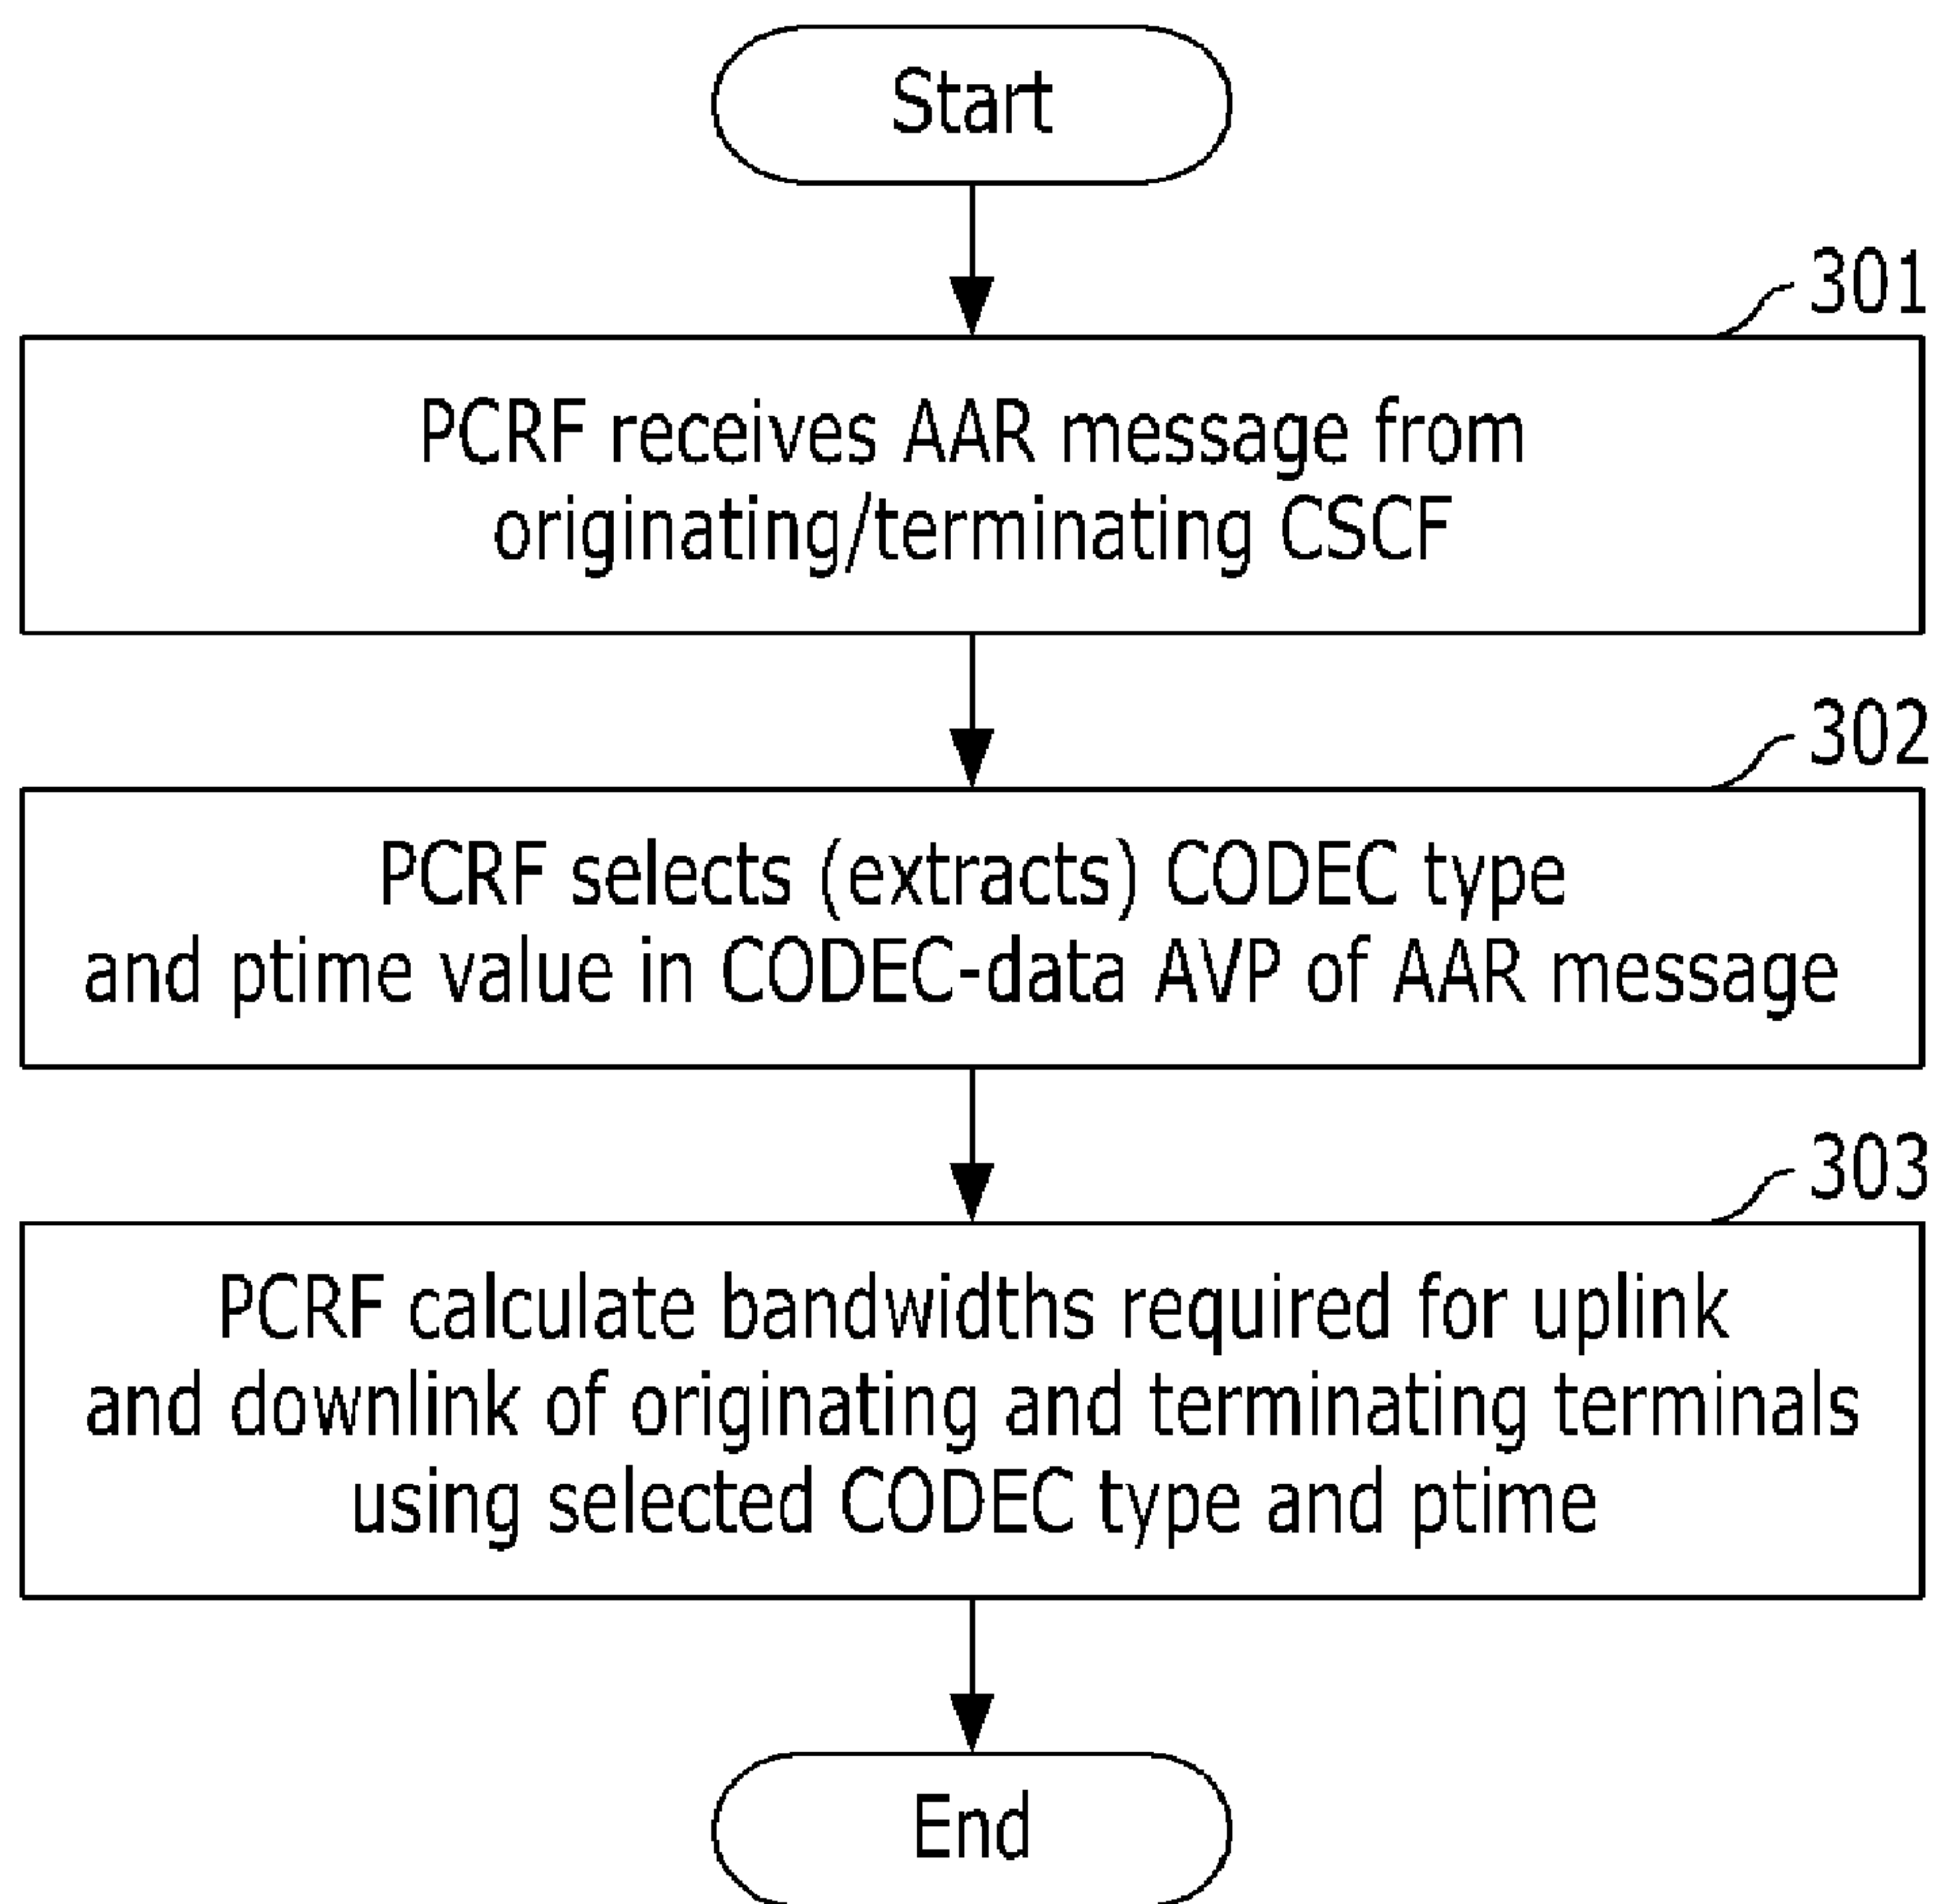 Start
301
PCRF receives AAR message from
originating/terminating CSCF
302
PCRF selects (extracts) CODEC type
and ptime value in CODEC-data AVP of AAR message
303
PCRF calculate bandwidths required for uplink
and downlink of originating and terminating terminals
using selected CODEC type and ptime
End